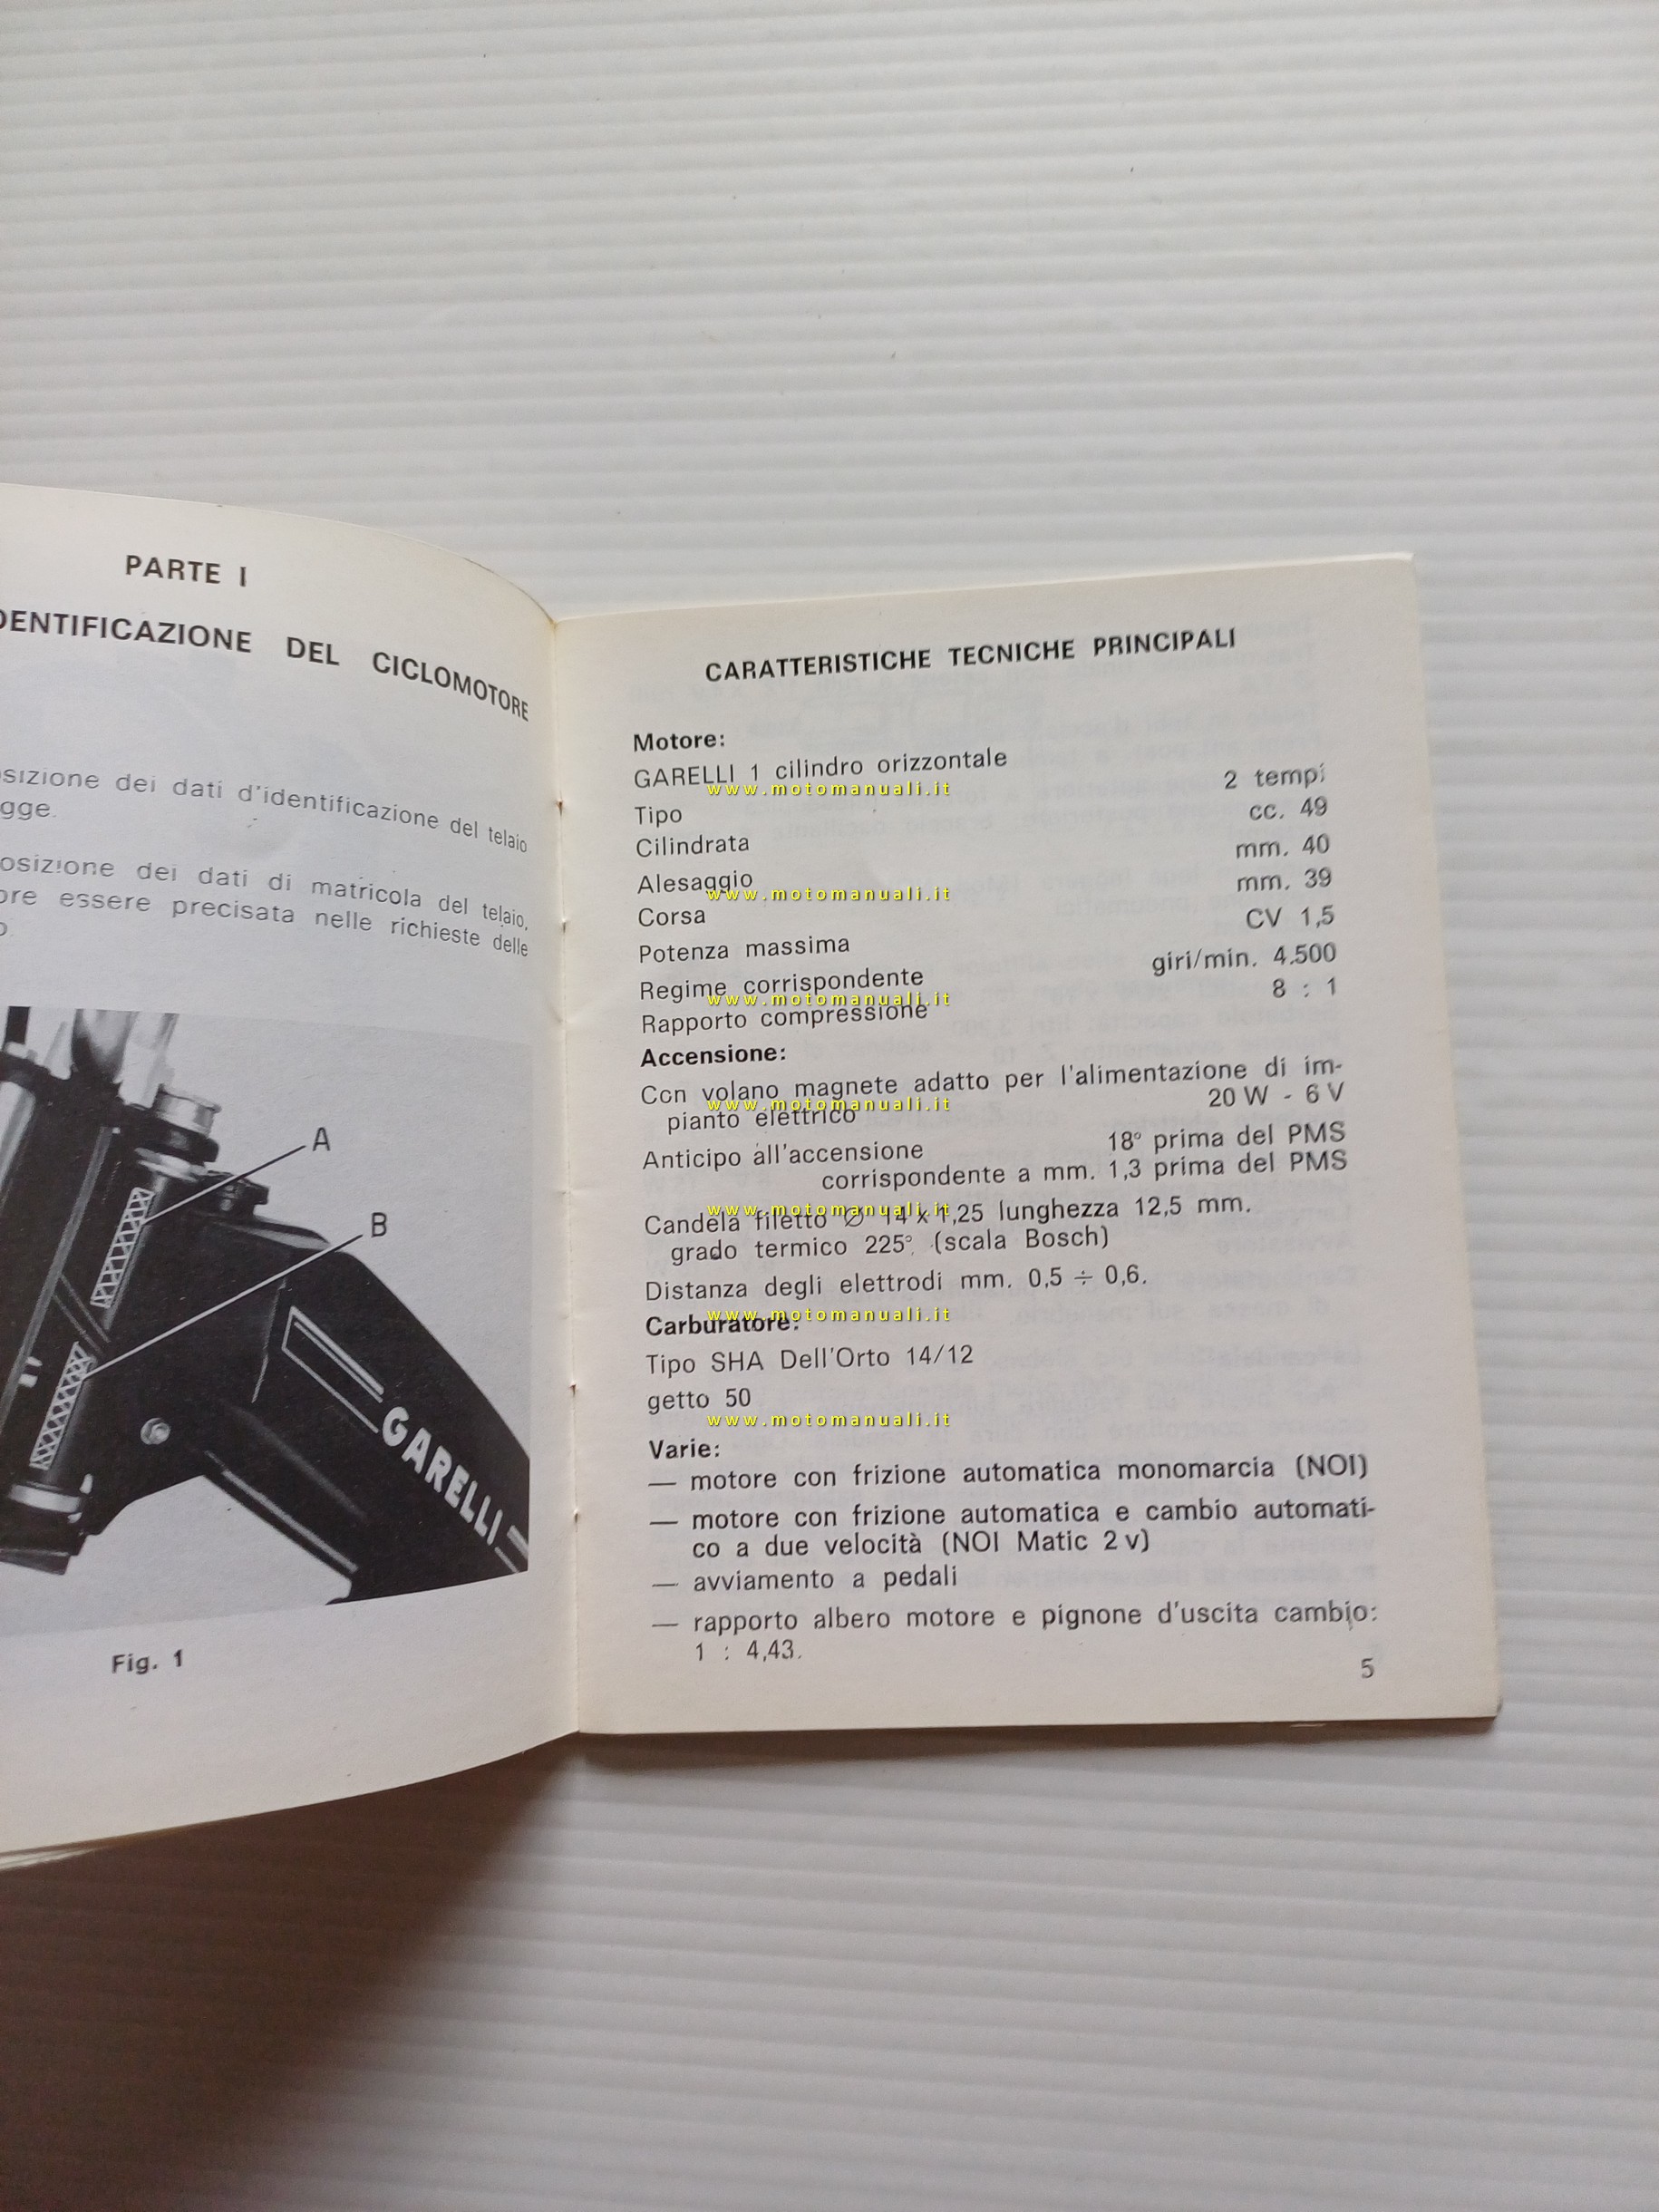 PARTE I
DENTIFICAZIONE DEL CICLOMOTORE
sizione dei dati d'identificazione del telaio
gge.
osizione dei dati di matricola del telaio,
ore essere precisata nelle richieste delle
o.
A
B
GARELLI
Fig. 1
CARATTERISTICHE TECNICHE PRINCIPALI
Motore:
GARELLI 1 cilindro orizzontale
www.motomanuali.it
Tipo 2 tempi
Cilindrata cc. 49
Alesaggio mm. 40
www.motomanuali.it
Corsa mm. 39
Potenza massima CV 1,5
Regime corrispondente giri/min. 4.500
www.motomanuali.it
Rapporto compressione 8 : 1
Accensione:
Con volano magnete adatto per l'alimentazione di im-
www.motomanuali.it
pianto elettrico 20 W - 6 V
Anticipo all'accensione 18° prima del PMS
corrispondente a mm. 1,3 prima del PMS
www.motomanuali.it
Candela filetto Ø 14 x 1,25 lunghezza 12,5 mm.
grado termico 225° (scala Bosch)
Distanza degli elettrodi mm. 0,5 ÷ 0,6.
www.motomanuali.it
Carburatore:
Tipo SHA Dell'Orto 14/12
getto 50
www.motomanuali.it
Varie:
— motore con frizione automatica monomarcia (NOI)
— motore con frizione automatica e cambio automati-
co a due velocità (NOI Matic 2 v)
— avviamento a pedali
— rapporto albero motore e pignone d'uscita cambio:
1 : 4,43.
5